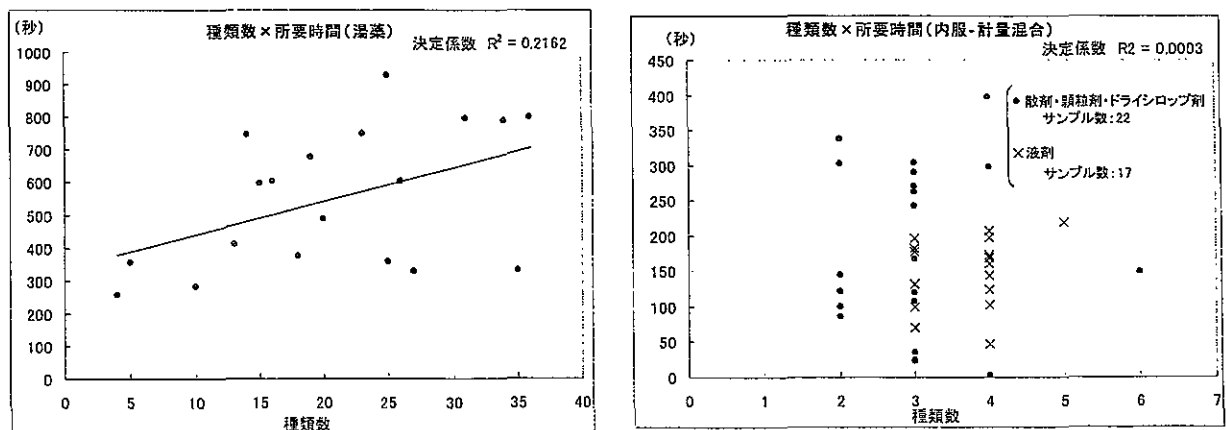 種類数×所要時間(湯薬)
(秒)
決定係数 R² = 0.2162
1000
900
800
700
600
500
400
300
200
100
0
0 5 10 15 20 25 30 35 40
種類数
種類数×所要時間(内服-計量混合)
(秒)
決定係数 R2 = 0.0003
450
400
350
300
250
200
150
100
50
0
● 散剤・顆粒剤・ドライシロップ剤
サンプル数:22
×液剤
サンプル数:17
0 1 2 3 4 5 6 7
種類数